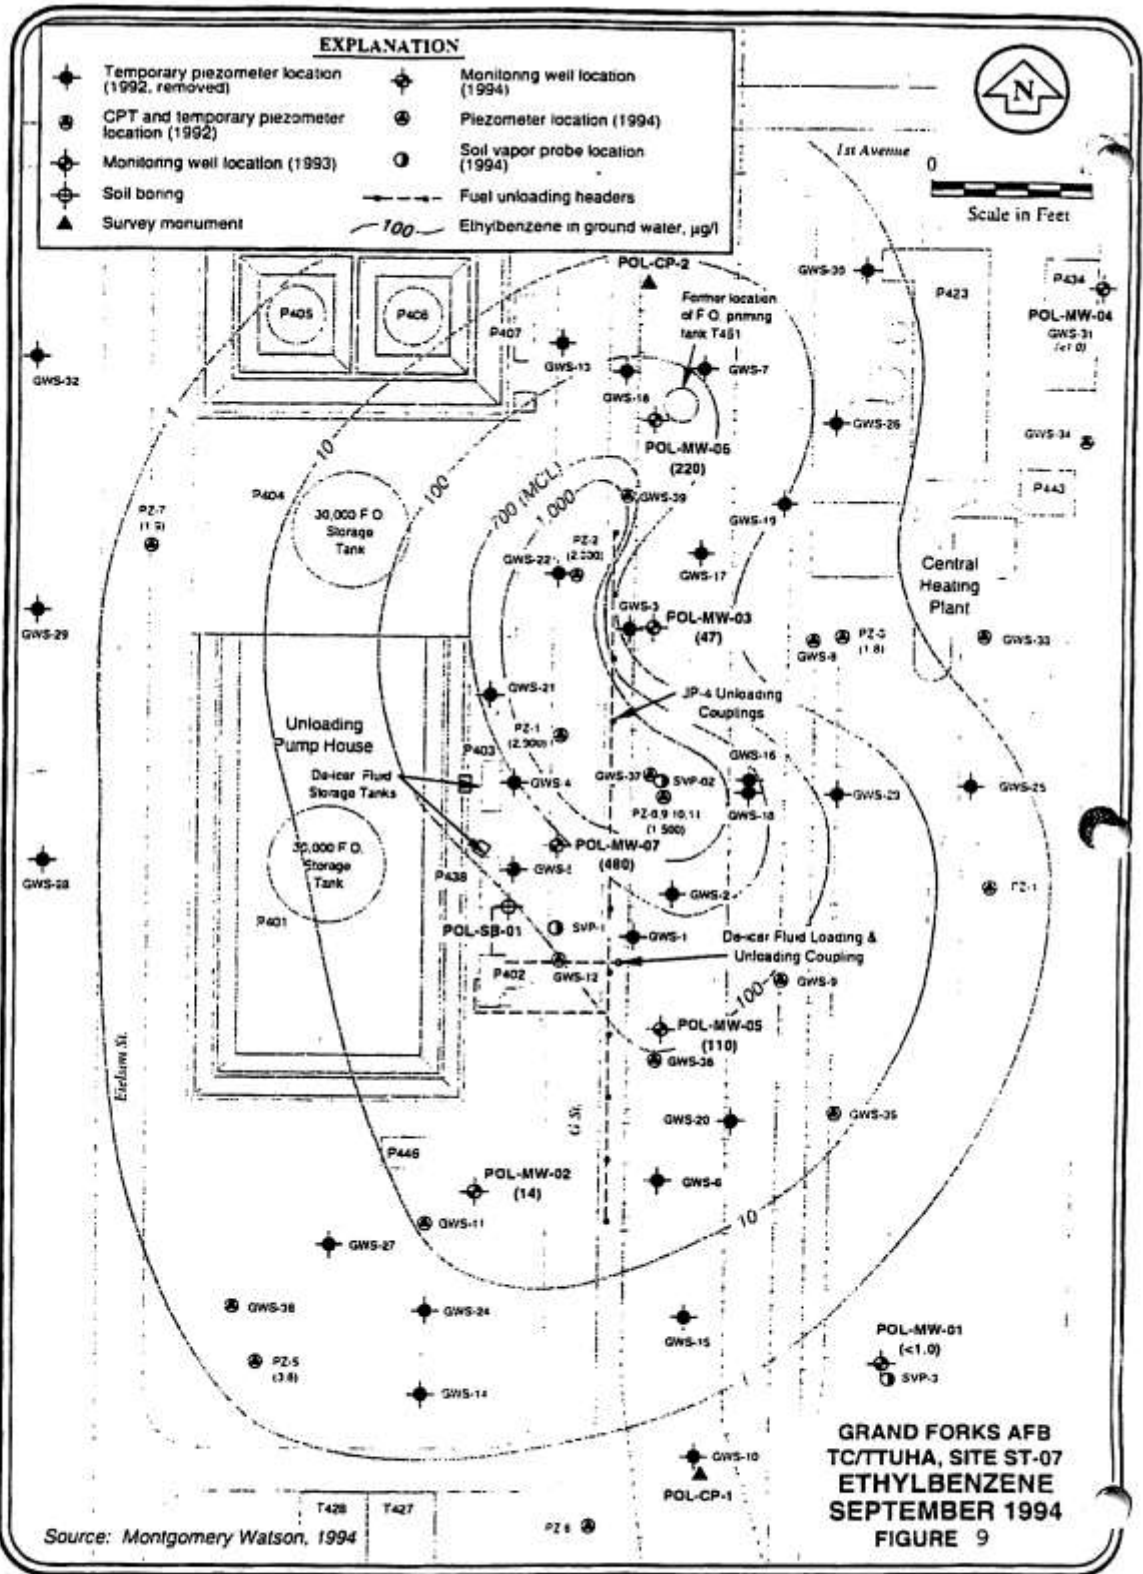 EXPLANATION
Temporary piezometer location
(1992, removed)
CPT and temporary piezometer
location (1992)
Monitoring well location (1993)
Soil boring
Survey monument
Monitoring well location
(1994)
Piezometer location (1994)
Soil vapor probe location
(1994)
Fuel unloading headers
100
Ethylbenzene in ground water, µg/l
N
1st Avenue
0
Scale in Feet
POL-CP-2
P405
P406
P407
Former location
of F.O. priming
tank T451
P423
P434
POL-MW-04
GWS-31
(<1.0)
GWS-32
GWS-13
GWS-7
GWS-26
GWS-34
1
10
100
700 (MCL)
1,000
POL-MW-06
(220)
P443
GWS-39
GWS-19
P404
PZ-7
30,000 F.O.
Storage
Tank
PZ-2
GWS-22
GWS-17
Central
Heating
Plant
GWS-29
GWS-3
POL-MW-03
(47)
GWS-8
(1.8)
GWS-33
GWS-21
JP-4 Unloading
Couplings
Unloading
Pump House
PZ-1
P403
De-icer Fluid
Storage Tanks
GWS-4
GWS-37
SVP-02
GWS-16
GWS-18
GWS-23
GWS-25
30,000 F.O.
Storage
Tank
POL-MW-07
(480)
GWS-28
P438
GWS-2
P401
POL-SB-01
SVP-1
GWS-1
De-icer Fluid Loading &
Unloading Coupling
P402
GWS-12
GWS-9
100
POL-MW-05
(110)
GWS-36
Eielson St.
G St.
GWS-20
GWS-35
P446
POL-MW-02
(14)
GWS-6
GWS-11
10
GWS-27
GWS-38
GWS-24
GWS-15
PZ-5
GWS-14
1
POL-MW-01
(<1.0)
SVP-3
GWS-10
POL-CP-1
T428
T427
PZ 6
GRAND FORKS AFB
TC/TTUHA, SITE ST-07
ETHYLBENZENE
SEPTEMBER 1994
FIGURE 9
Source: Montgomery Watson, 1994